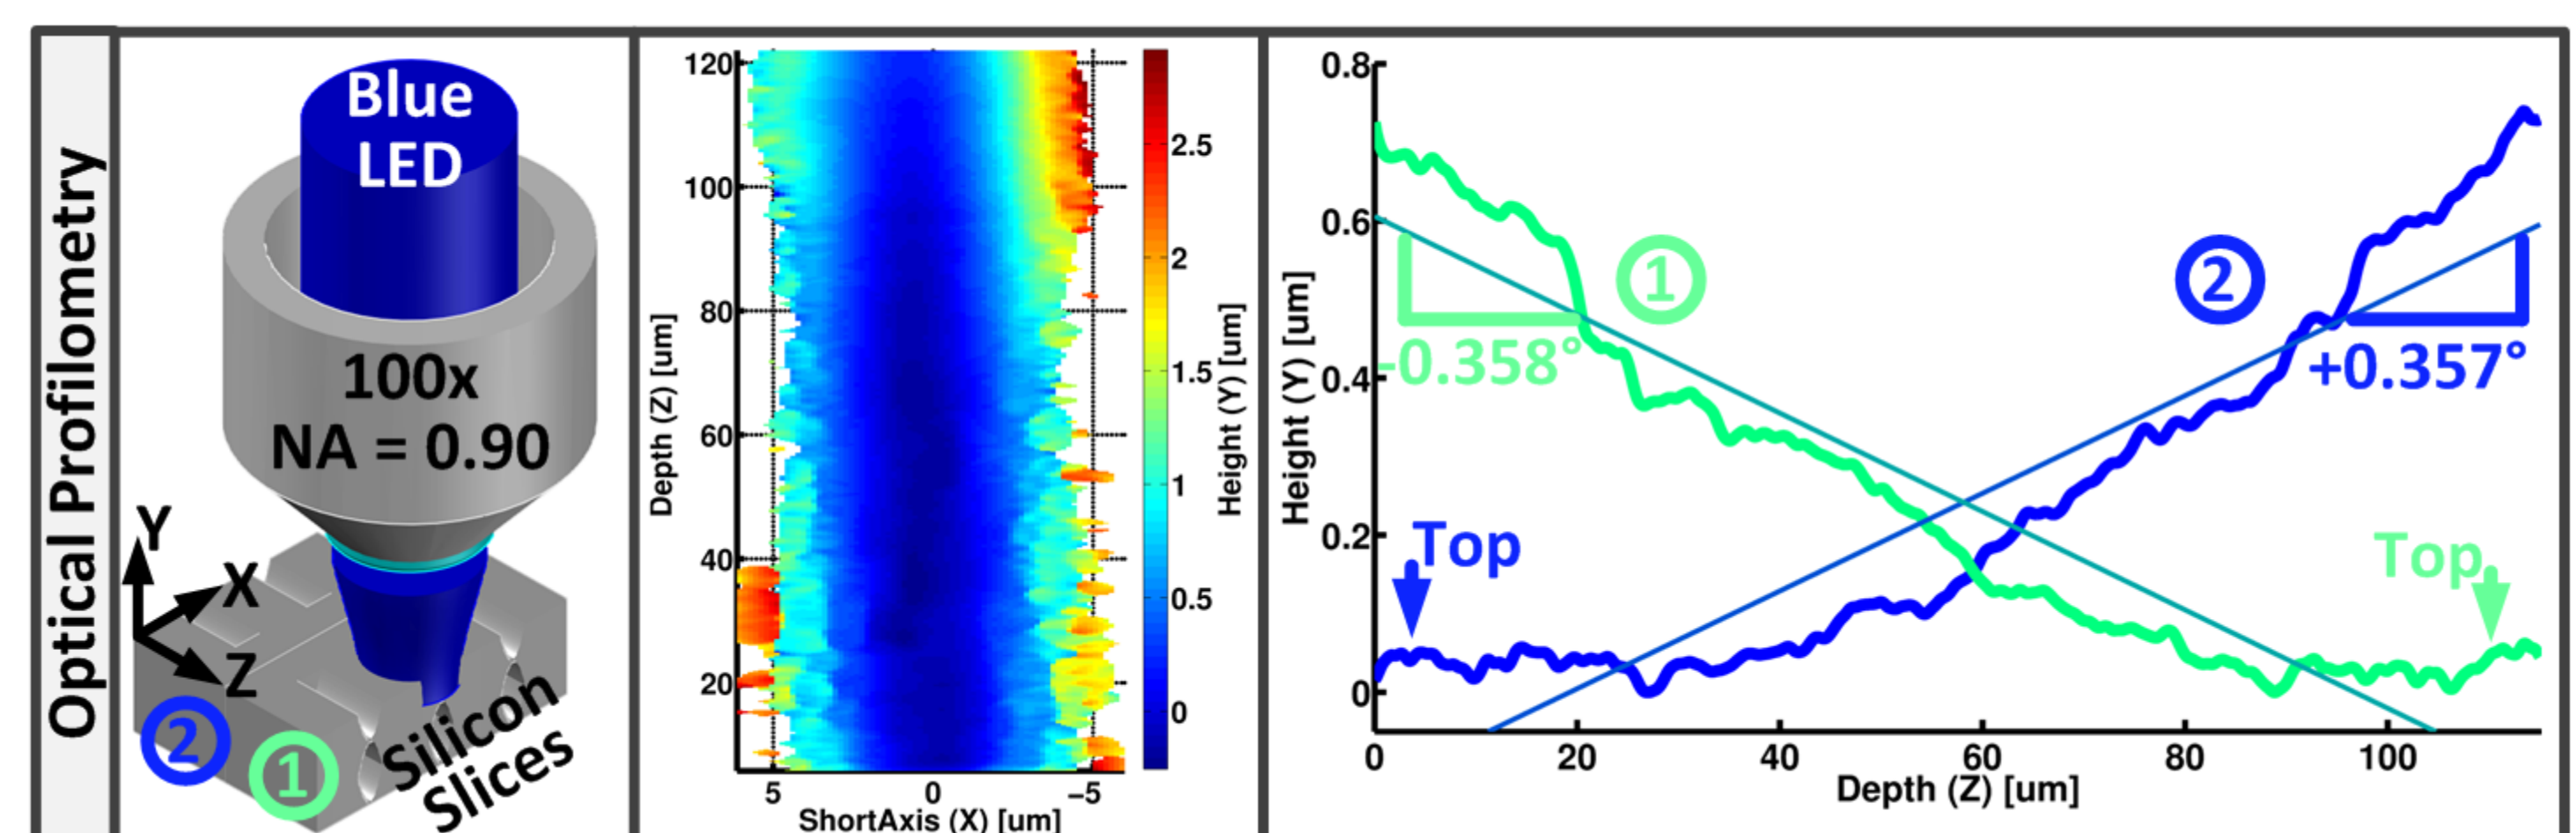 Optical Profilometry
Blue
LED
100x
NA = 0.90
Y
X
Z
2
1
Silicon
Slices
120
100
80
60
40
20
Depth (Z) [um]
5
0
-5
ShortAxis (X) [um]
2.5
2
1.5
1
0.5
0
Height (Y) [um]
0.8
0.6
0.4
0.2
0
Height (Y) [um]
1
2
-0.358°
+0.357°
Top
Top
0
20
40
60
80
100
Depth (Z) [um]